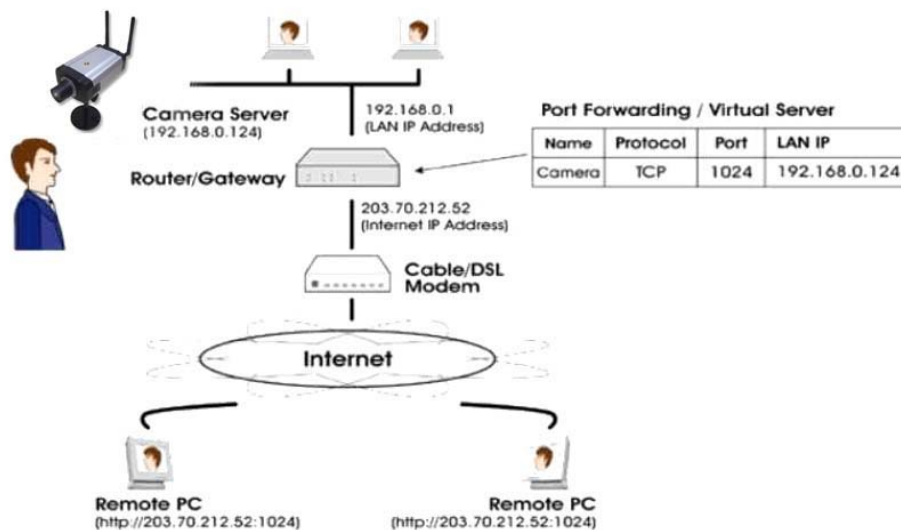 Camera Server
(192.168.0.124)
192.168.0.1
(LAN IP Address)
Port Forwarding / Virtual Server
Name Protocol Port LAN IP
Camera TCP 1024 192.168.0.124
Router/Gateway
203.70.212.52
(Internet IP Address)
Cable/DSL
Modem
Internet
Remote PC
(http://203.70.212.52:1024)
Remote PC
(http://203.70.212.52:1024)